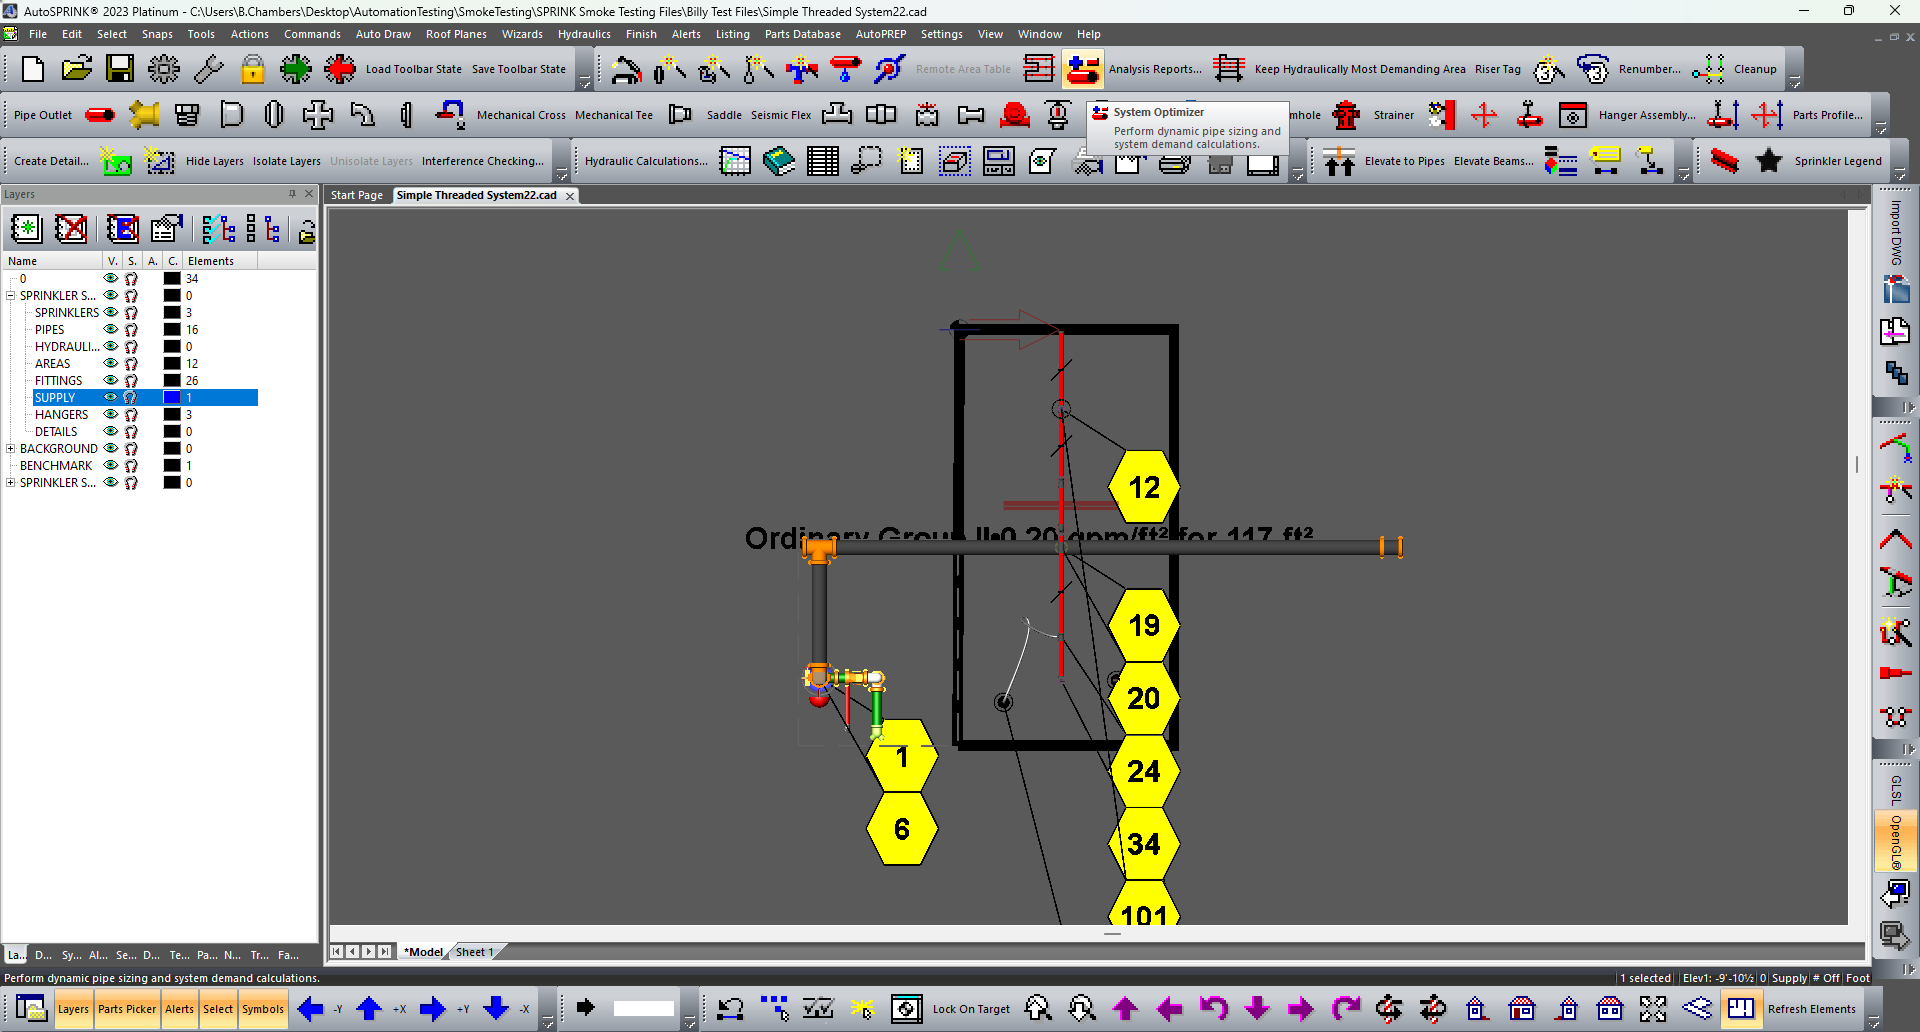 AutoSPRINK® 2023 Platinum - C:\Users\B.Chambers\Desktop\AutomationTesting\SmokeTesting\SPRINK Smoke Testing Files\Billy Test Files\Simple Threaded System22.cad
File Edit Select Snaps Tools Actions Commands Auto Draw Roof Planes Wizards Hydraulics Finish Alerts Listing Parts Database AutoPREP Settings View Window Help
Load Toolbar State Save Toolbar State Remote Area Table Analysis Reports... Keep Hydraulically Most Demanding Area Riser Tag Renumber... Cleanup
Pipe Outlet Mechanical Cross Mechanical Tee Saddle Seismic Flex mhole Strainer Hanger Assembly... Parts Profile...
System Optimizer
Perform dynamic pipe sizing and
system demand calculations.
Create Detail... Hide Layers Isolate Layers Unisolate Layers Interference Checking... Hydraulic Calculations... Elevate to Pipes Elevate Beams... Sprinkler Legend
Layers
Start Page Simple Threaded System22.cad
Name V. S. A. C. Elements
0 34
SPRINKLER S... 0
SPRINKLERS 3
PIPES 16
HYDRAULI... 0
AREAS 12
FITTINGS 26
SUPPLY 1
HANGERS 3
DETAILS 0
BACKGROUND 0
BENCHMARK 1
SPRINKLER S... 0
Import DWG
12
Ordinary Group II•0.20 gpm/ft² for 117 ft²
19
20
1
24
6
34
101
GLSL
OpenGL®
La... D... Sy... Al... Se... D... Te... Pa... N... Tr... Fa...
*Model Sheet 1
Perform dynamic pipe sizing and system demand calculations.
1 selected Elev1: -9'-10½ 0 Supply # Off Foot
Layers Parts Picker Alerts Select Symbols -Y +X +Y -X Lock On Target Refresh Elements